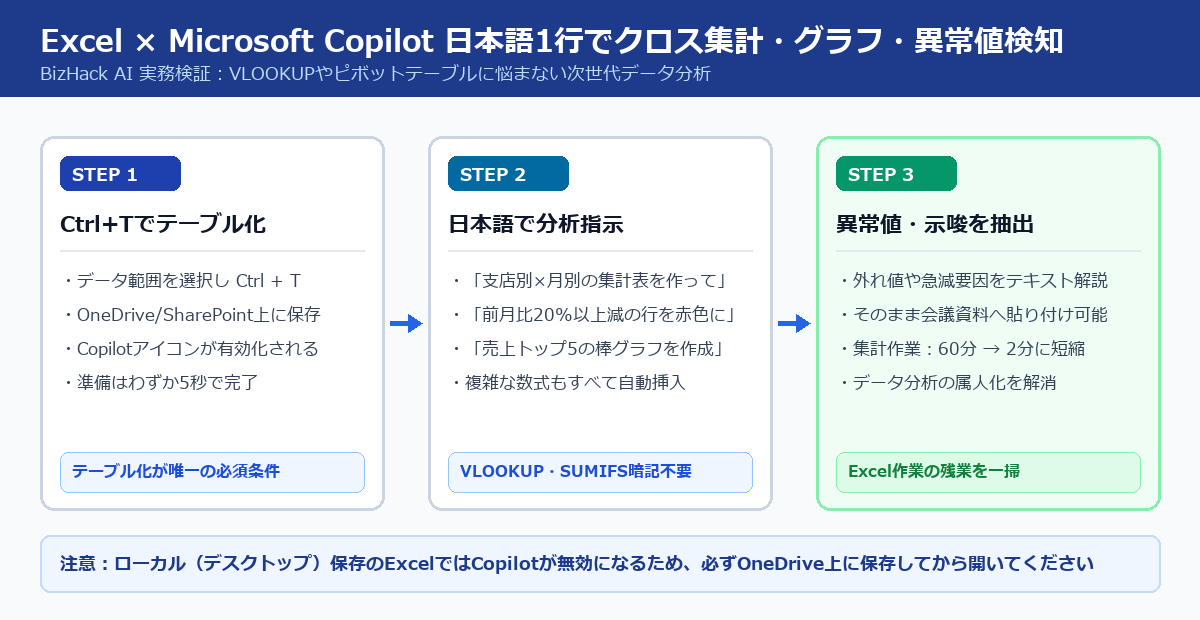 Excel × Microsoft Copilot 日本語1行でクロス集計・グラフ・異常値検知
BizHack AI 実務検証：VLOOKUPやピボットテーブルに悩まない次世代データ分析
STEP 1
Ctrl+Tでテーブル化
・データ範囲を選択し Ctrl + T
・OneDrive/SharePoint上に保存
・Copilotアイコンが有効化される
・準備はわずか5秒で完了
テーブル化が唯一の必須条件
STEP 2
日本語で分析指示
・「支店別×月別の集計表を作って」
・「前月比20%以上減の行を赤色に」
・「売上トップ5の棒グラフを作成」
・複雑な数式もすべて自動挿入
VLOOKUP・SUMIFS暗記不要
STEP 3
異常値・示唆を抽出
・外れ値や急減要因をテキスト解説
・そのまま会議資料へ貼り付け可能
・集計作業：60分 → 2分に短縮
・データ分析の属人化を解消
Excel作業の残業を一掃
注意：ローカル（デスクトップ）保存のExcelではCopilotが無効になるため、必ずOneDrive上に保存してから開いてください